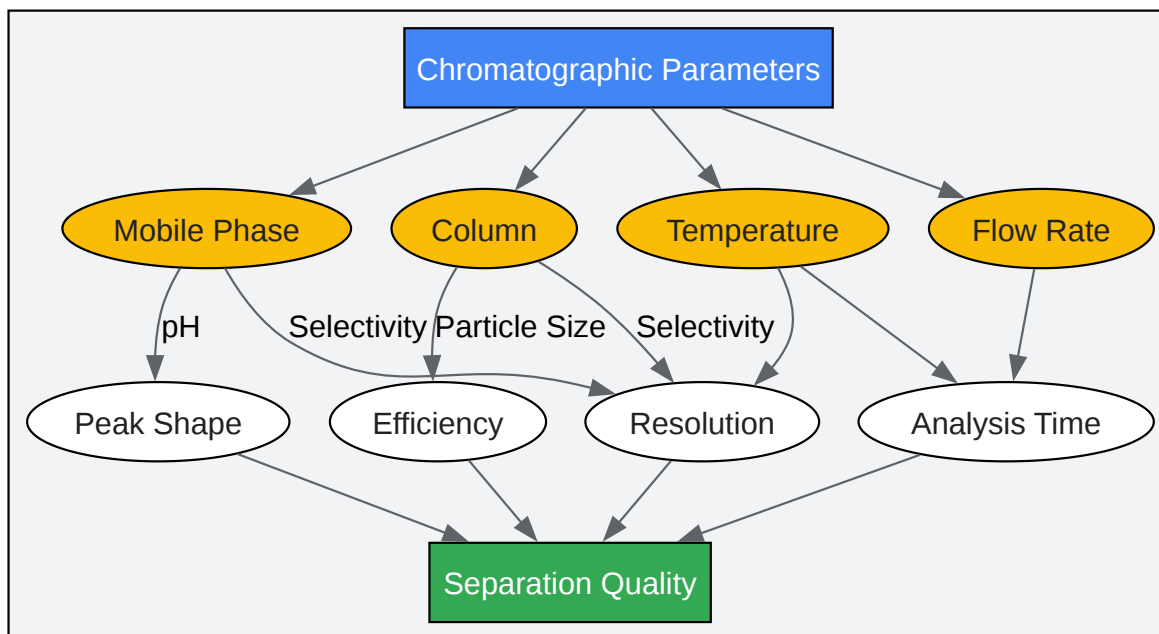 Chromatographic Parameters
Mobile Phase
Column
Temperature
Flow Rate
pH
Selectivity
Particle Size
Selectivity
Peak Shape
Efficiency
Resolution
Analysis Time
Separation Quality